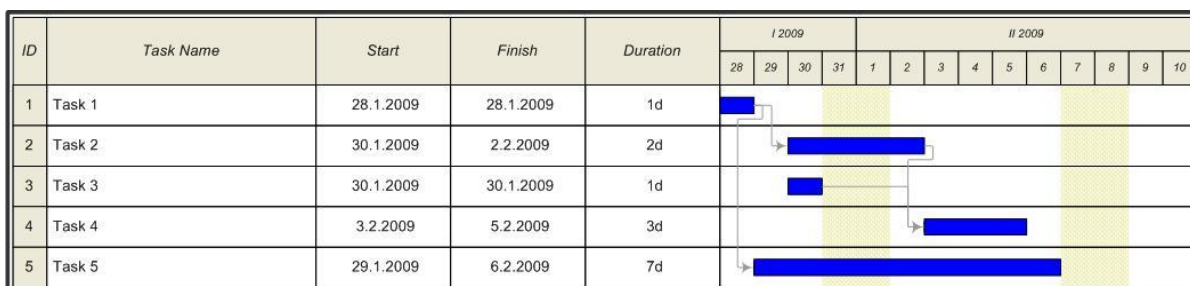 ID Task Name Start Finish Duration I 2009 II 2009
28 29 30 31 1 2 3 4 5 6 7 8 9 10
1 Task 1 28.1.2009 28.1.2009 1d
2 Task 2 30.1.2009 2.2.2009 2d
3 Task 3 30.1.2009 30.1.2009 1d
4 Task 4 3.2.2009 5.2.2009 3d
5 Task 5 29.1.2009 6.2.2009 7d